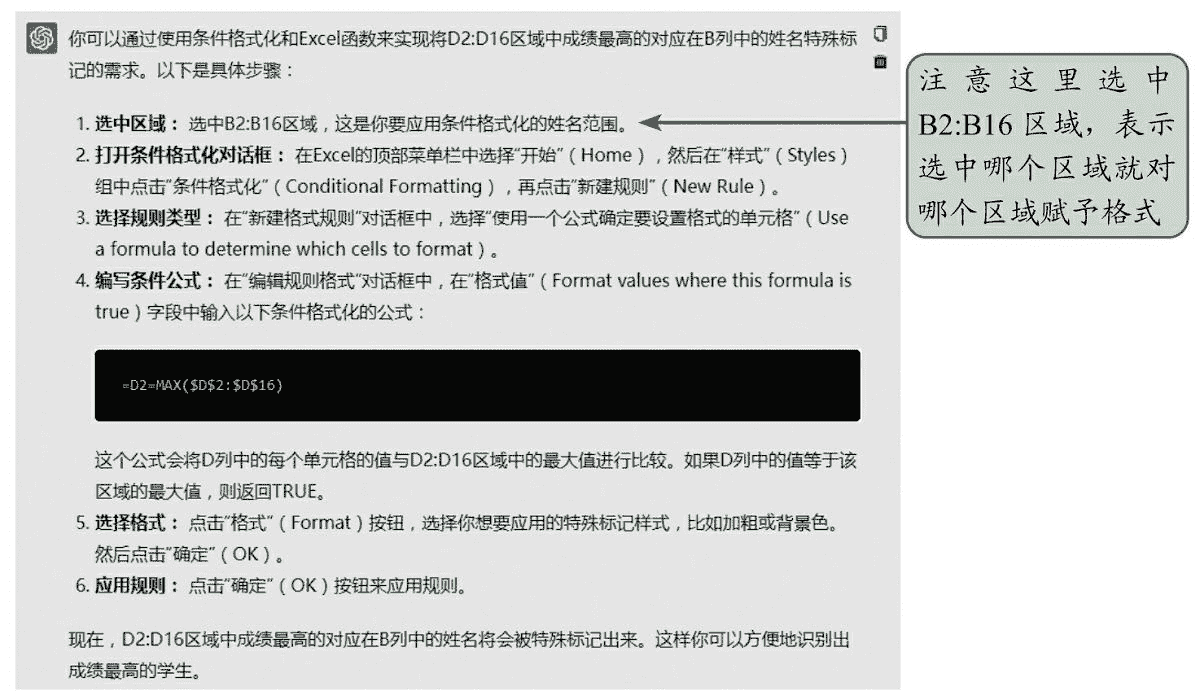 你可以通过使用条件格式化和Excel函数来实现将D2:D16区域中成绩最高的对应在B列中的姓名特殊标
记的需求。以下是具体步骤：
1. 选中区域： 选中B2:B16区域，这是你要应用条件格式化的姓名范围。
2. 打开条件格式化对话框： 在Excel的顶部菜单栏中选择“开始”（Home），然后在“样式”（Styles）
组中点击“条件格式化”（Conditional Formatting），再点击“新建规则”（New Rule）。
3. 选择规则类型： 在“新建格式规则”对话框中，选择“使用一个公式确定要设置格式的单元格”（Use
a formula to determine which cells to format）。
4. 编写条件公式： 在“编辑规则格式”对话框中，在“格式值”（Format values where this formula is
true）字段中输入以下条件格式化的公式：
=D2=MAX($D$2:$D$16)
这个公式会将D列中的每个单元格的值与D2:D16区域中的最大值进行比较。如果D列中的值等于该
区域的最大值，则返回TRUE。
5. 选择格式： 点击“格式”（Format）按钮，选择你想要应用的特殊标记样式，比如加粗或背景色。
然后点击“确定”（OK）。
6. 应用规则： 点击“确定”（OK）按钮来应用规则。
现在，D2:D16区域中成绩最高的对应在B列中的姓名将会被特殊标记出来。这样你可以方便地识别出
成绩最高的学生。
注意这里选中
B2:B16 区域，表示
选中哪个区域就对
哪个区域赋予格式